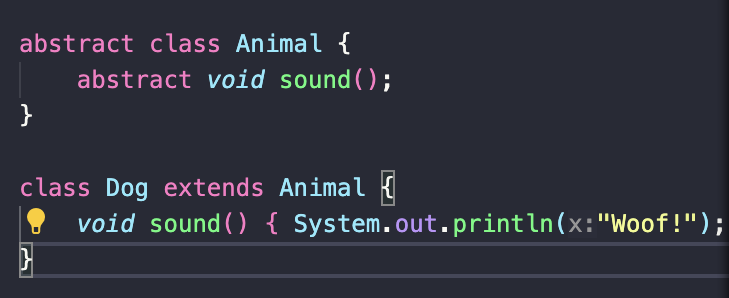 abstract class Animal {
abstract void sound();
}
class Dog extends Animal {
void sound() { System.out.println(x:"Woof!");
}